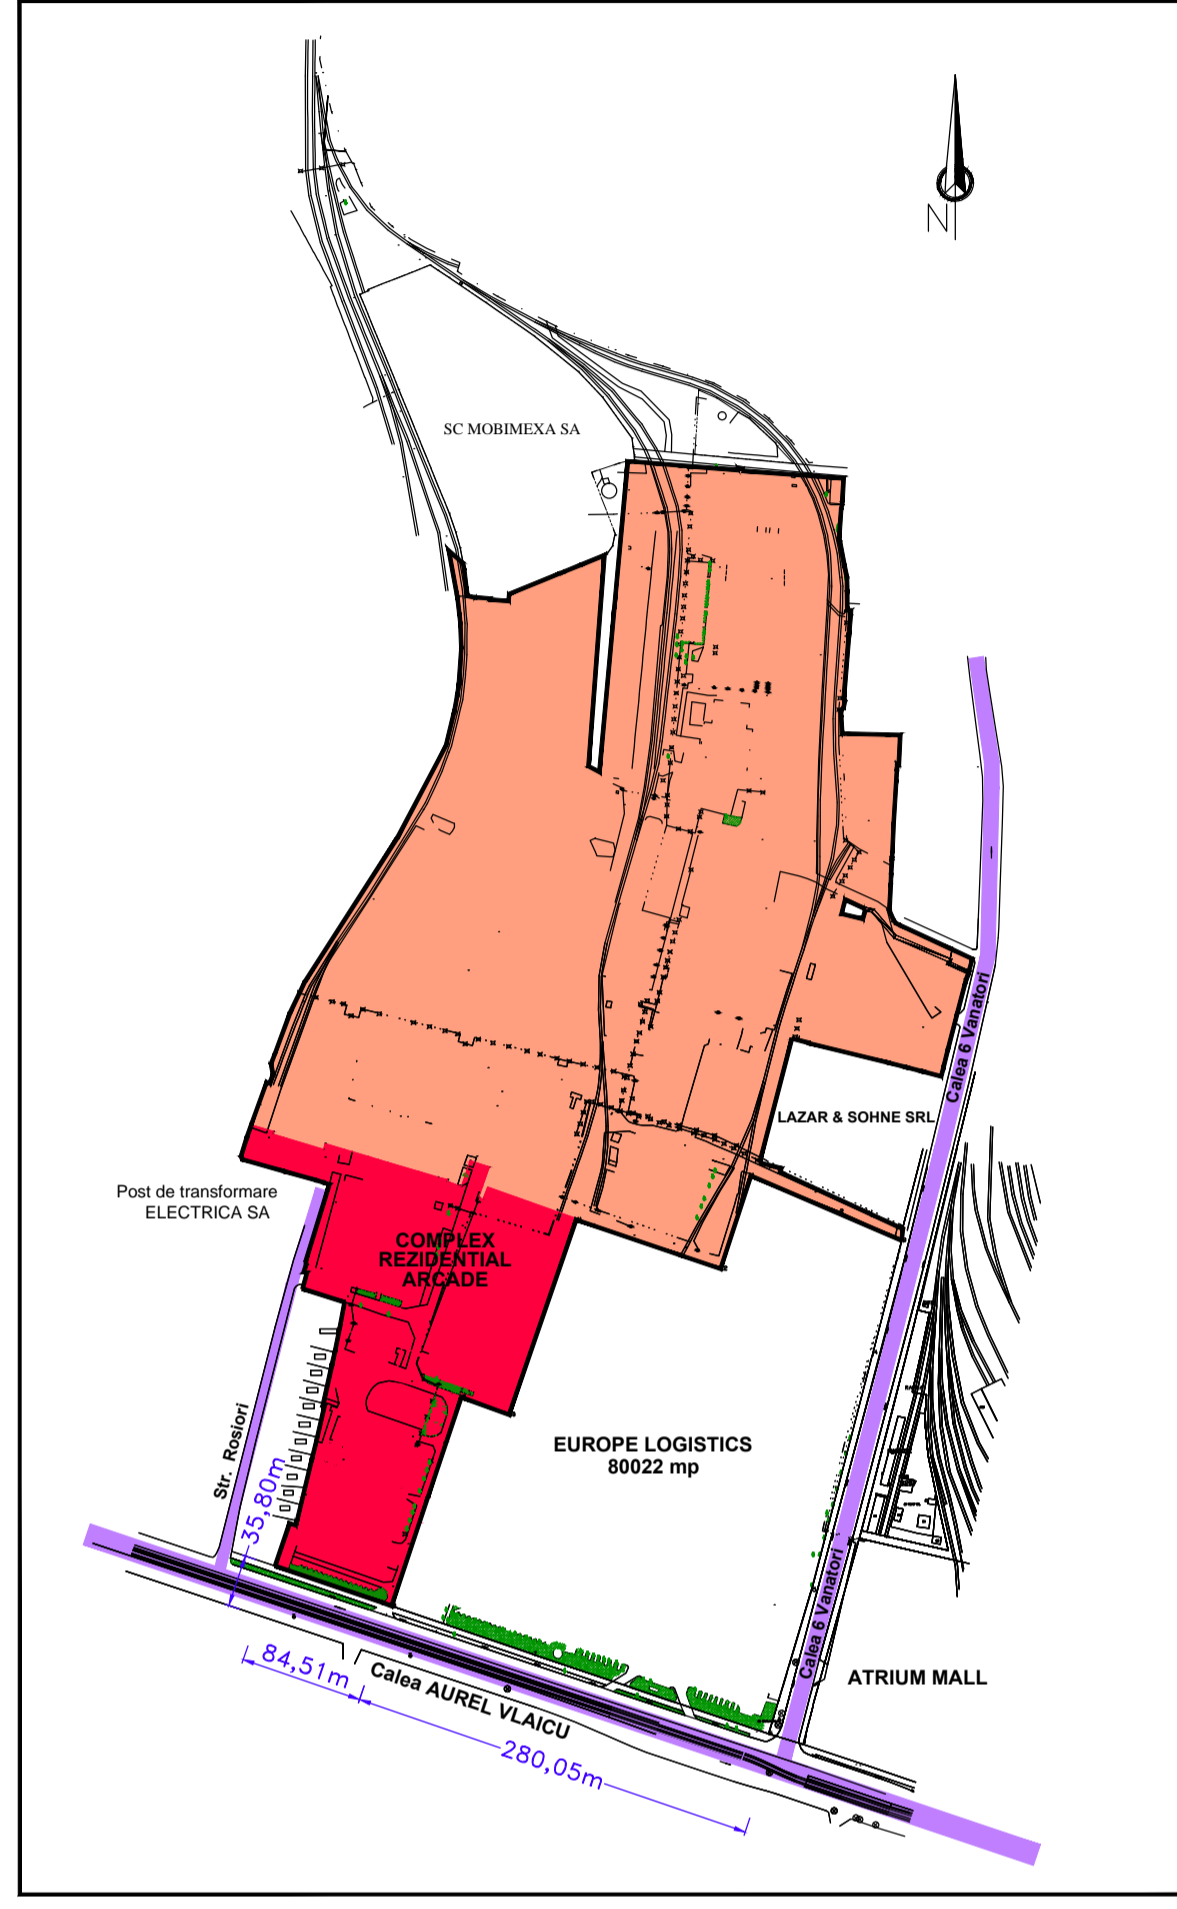 N
SC MOBIMEXA SA
Calea 6 Vanatori
LAZAR & SOHNE SRL
Post de transformare
ELECTRICA SA
COMPLEX
REZIDENTIAL
ARCADE
Str. Rosiori
35,80m
EUROPE LOGISTICS
80022 mp
Calea 6 Vanatori
ATRIUM MALL
84,51m
Calea AUREL VLAICU
280,05m